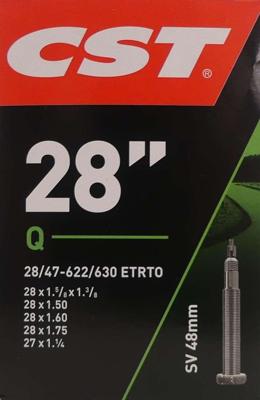 CST®
28"
Q
28/47-622/630 ETRTO
28 x 1.5/8 x 1.3/8
28 x 1.50
28 x 1.60
28 x 1.75
27 x 1.1/4
SV 48mm